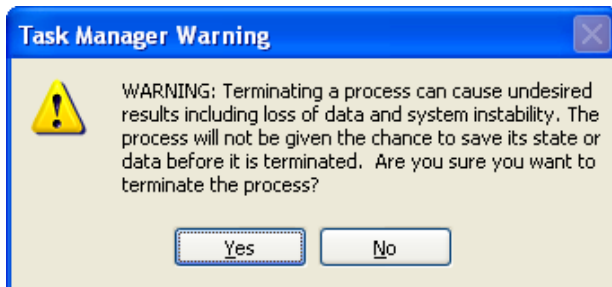 Task Manager Warning
WARNING: Terminating a process can cause undesired
results including loss of data and system instability. The
process will not be given the chance to save its state or
data before it is terminated.  Are you sure you want to
terminate the process?
Yes
No